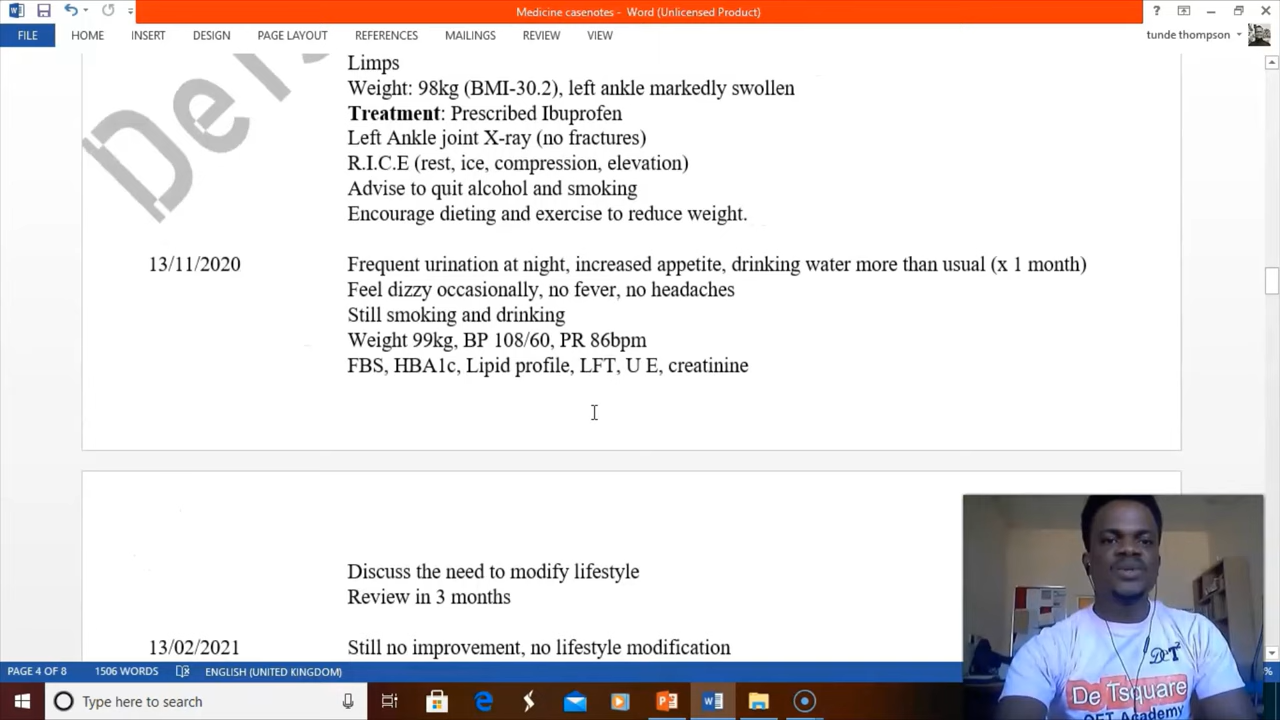 Medicine casenotes - Word (Unlicensed Product)
FILE
HOME
INSERT
DESIGN
PAGE LAYOUT
REFERENCES
MAILINGS
REVIEW
VIEW
tunde thompson
De Ts
Limps
Weight: 98kg (BMI-30.2), left ankle markedly swollen
Treatment: Prescribed Ibuprofen
Left Ankle joint X-ray (no fractures)
R.I.C.E (rest, ice, compression, elevation)
Advise to quit alcohol and smoking
Encourage dieting and exercise to reduce weight.
13/11/2020 Frequent urination at night, increased appetite, drinking water more than usual (x 1 month)
Feel dizzy occasionally, no fever, no headaches
Still smoking and drinking
Weight 99kg, BP 108/60, PR 86bpm
FBS, HBA1c, Lipid profile, LFT, U E, creatinine
Discuss the need to modify lifestyle
Review in 3 months
13/02/2021 Still no improvement, no lifestyle modification
De T²
De Tsquare
OET Academy
PAGE 4 OF 8
1506 WORDS
ENGLISH (UNITED KINGDOM)
%
Type here to search